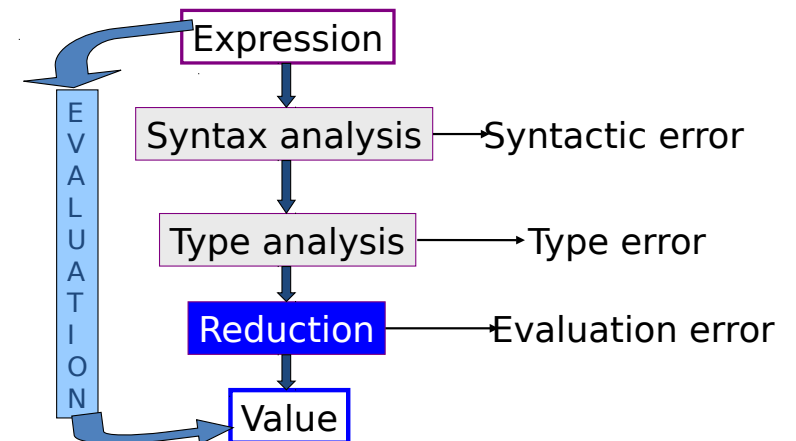 Expression
Syntax analysis
Syntactic error
Type analysis
Type error
Reduction
Evaluation error
Value
E
V
A
L
U
A
T
I
O
N